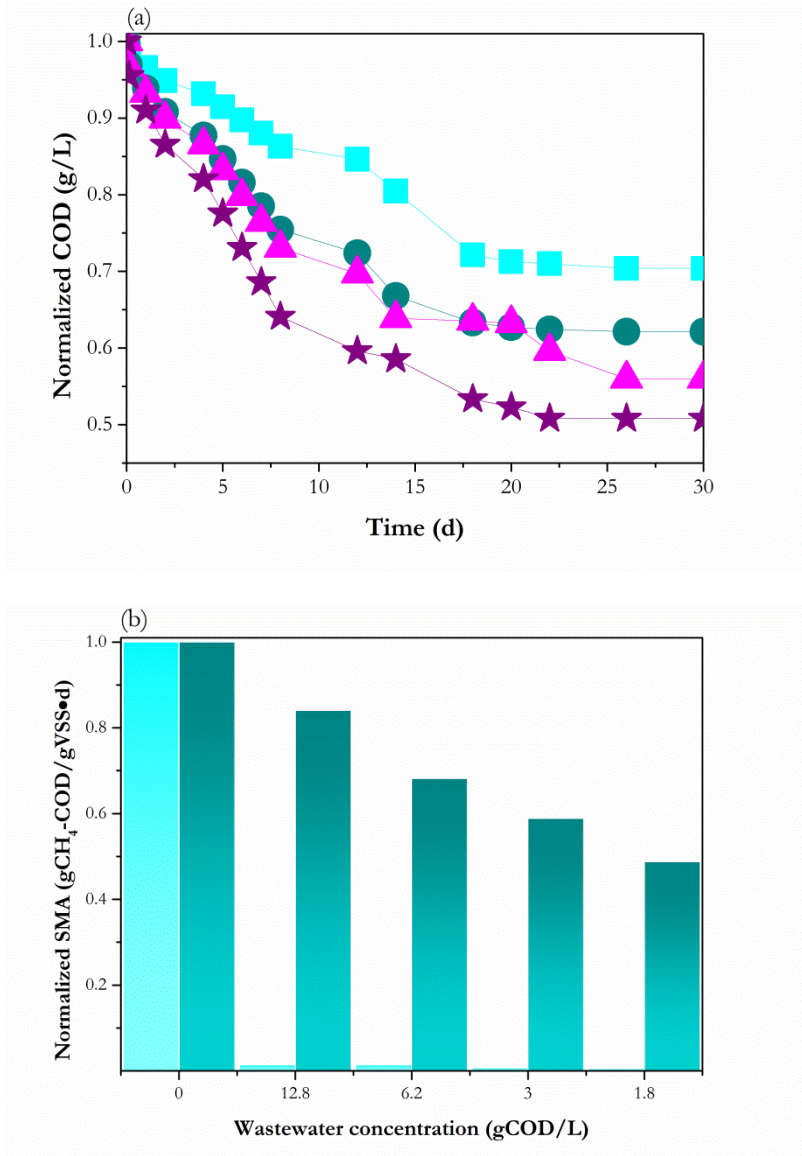 (a)
1.0
0.9
0.8
0.7
0.6
0.5
Normalized COD (g/L)
0 5 10 15 20 25 30
Time (d)
(b)
1.0
0.8
0.6
0.4
0.2
Normalized SMA (gCH₄-COD/gVSS•d)
0 12.8 6.2 3 1.8
Wastewater concentration (gCOD/L)